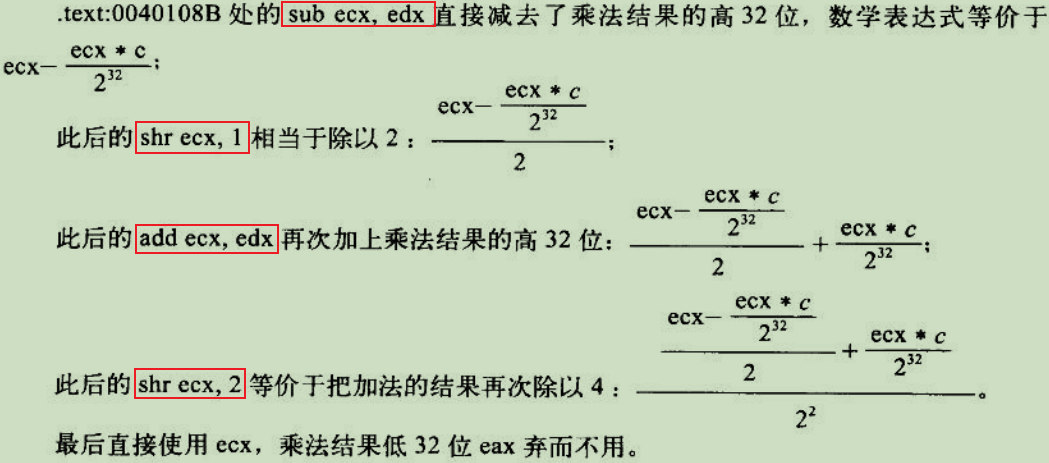 .text:0040108B 处的 sub ecx, edx 直接减去了乘法结果的高 32 位，数学表达式等价于
ecx− \frac{ecx * c}{2^{32}};
此后的 shr ecx, 1 相当于除以 2： \frac{ecx− \frac{ecx * c}{2^{32}}}{2};
此后的 add ecx, edx 再次加上乘法结果的高 32 位： \frac{ecx− \frac{ecx * c}{2^{32}}}{2} + \frac{ecx * c}{2^{32}};
此后的 shr ecx, 2 等价于把加法的结果再次除以 4： \frac{\frac{ecx− \frac{ecx * c}{2^{32}}}{2} + \frac{ecx * c}{2^{32}}}{2^2}。
最后直接使用 ecx，乘法结果低 32 位 eax 弃而不用。